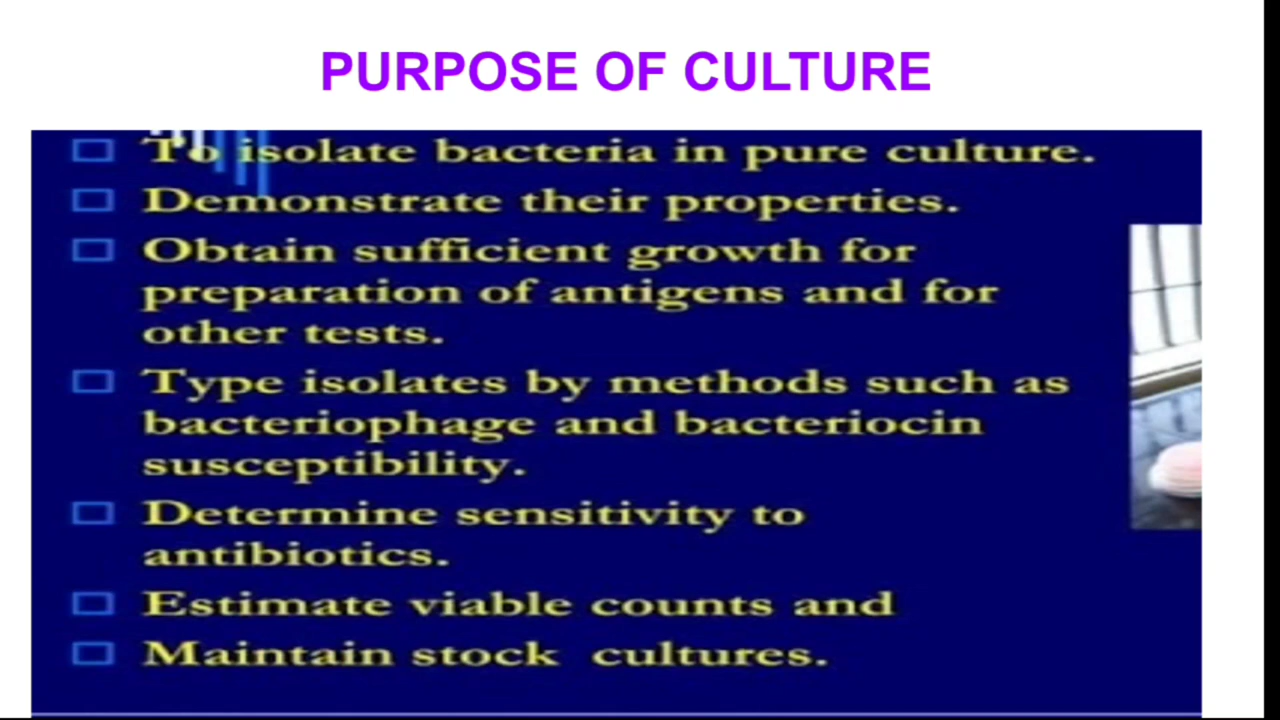 PURPOSE OF CULTURE
To isolate bacteria in pure culture.
Demonstrate their properties.
Obtain sufficient growth for
preparation of antigens and for
other tests.
Type isolates by methods such as
bacteriophage and bacteriocin
susceptibility.
Determine sensitivity to
antibiotics.
Estimate viable counts and
Maintain stock cultures.